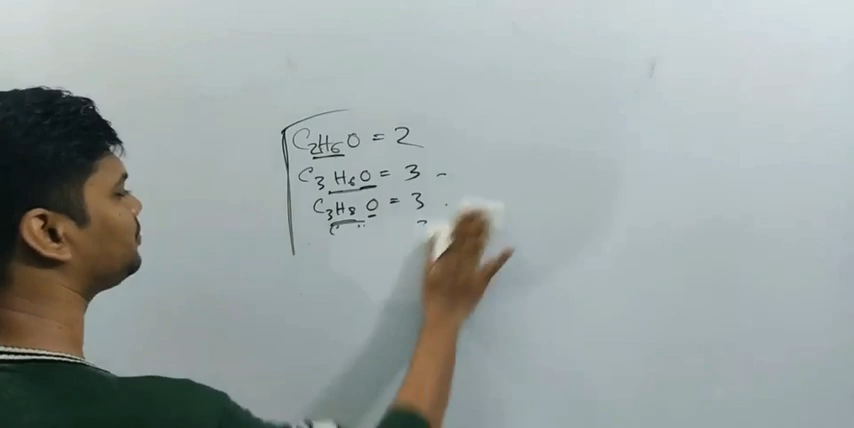 C₂H₆O = 2
C₃H₆O = 3 -
C₃H₈O = 3